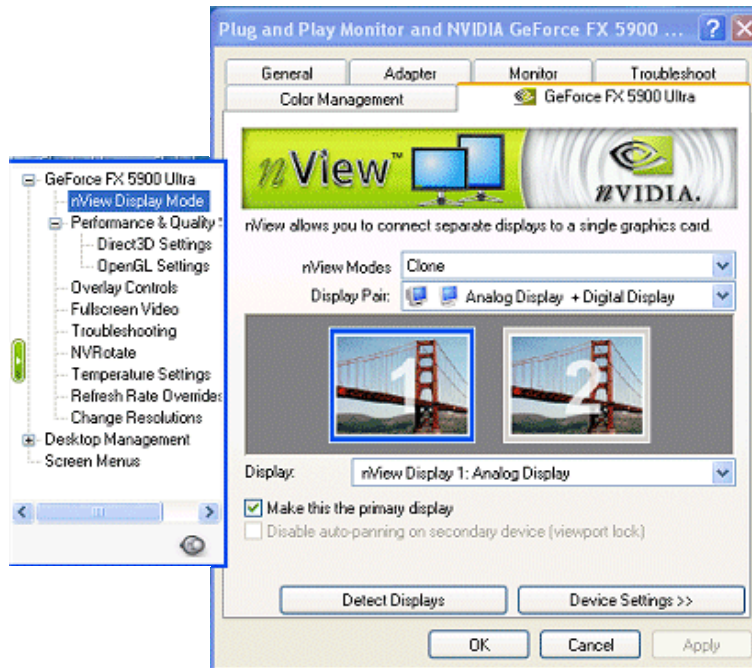 Plug and Play Monitor and NVIDIA GeForce FX 5900 ...
General Adapter Monitor Troubleshoot
Color Management GeForce FX 5900 Ultra
nView™
NVIDIA.
nView allows you to connect separate displays to a single graphics card.
nView Modes Clone
Display Pair: Analog Display + Digital Display
1 2
Display: nView Display 1: Analog Display
Make this the primary display
Disable auto-panning on secondary device (viewport lock)
Detect Displays Device Settings >>
OK Cancel Apply
GeForce FX 5900 Ultra
nView Display Mode
Performance & Quality
Direct3D Settings
OpenGL Settings
Overlay Controls
Fullscreen Video
Troubleshooting
NVRotate
Temperature Settings
Refresh Rate Overrides
Change Resolutions
Desktop Management
Screen Menus